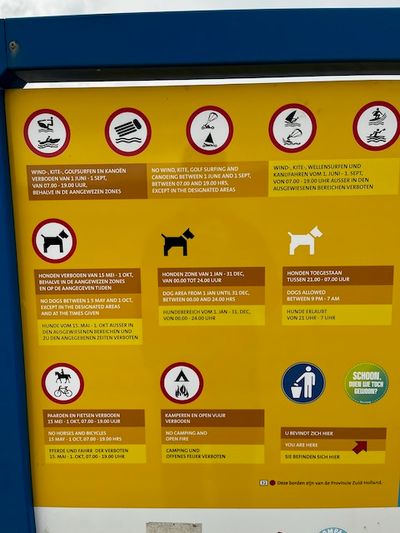 WIND-, KITE-, GOLFSURFEN EN KANOËN
VERBODEN VAN 1 JUNI - 1 SEPT,
VAN 07.00 - 19.00 UUR,
BEHALVE IN DE AANGEWEZEN ZONES
NO WIND, KITE, GOLF SURFING AND
CANOEING BETWEEN 1 JUNE AND 1 SEPT,
BETWEEN 07.00 AND 19.00 HRS,
EXCEPT IN THE DESIGNATED AREAS
WIND-, KITE-, WELLENSURFEN UND
KANUFAHREN VOM 1. JUNI - 1. SEPT,
VON 07.00 - 19.00 UHR AUSSER IN DEN
AUSGEWIESENEN BEREICHEN VERBOTEN
HONDEN VERBODEN VAN 15 MEI - 1 OKT,
BEHALVE IN DE AANGEWEZEN ZONES
EN OP DE AANGEGEVEN TIJDEN
NO DOGS BETWEEN 15 MAY AND 1 OCT,
EXCEPT IN THE DESIGNATED AREAS
AND AT THE TIMES GIVEN
HUNDE VOM 15. MAI - 1. OKT AUSSER IN
DEN AUSGEWIESENEN BEREICHEN UND
ZU DEN ANGEGEBENEN ZEITEN VERBOTEN
HONDEN ZONE VAN 1 JAN - 31 DEC,
VAN 00.00 TOT 24.00 UUR
DOG AREA FROM 1 JAN UNTIL 31 DEC,
BETWEEN 00.00 AND 24.00 HRS
HUNDEBEREICH VOM 1. JAN - 31. DEC,
VON 00.00 - 24.00 UHR
HONDEN TOEGESTAAN
TUSSEN 21.00 - 07.00 UUR
DOGS ALLOWED
BETWEEN 9 PM - 7 AM
HUNDE ERLAUBT
VON 21 UHR - 7 UHR
PAARDEN EN FIETSEN VERBODEN
15 MEI - 1 OKT, 07.00 - 19.00 UUR
NO HORSES AND BICYCLES
15 MAY - 1 OCT, 07.00 - 19.00 HRS
PFERDE UND FAHRR DER VERBOTEN
15. MAI - 1. OKT, 07.00 - 19.00 UHR
KAMPEREN EN OPEN VUUR
VERBODEN
NO CAMPING AND
OPEN FIRE
CAMPING UND
OFFENES FEUER VERBOTEN
SCHOON,
DOEN WE TOCH
GEWOON?
U BEVINDT ZICH HIER
YOU ARE HERE
SIE BEFINDEN SICH HIER
Deze borden zijn van de Provincie Zuid-Holland.